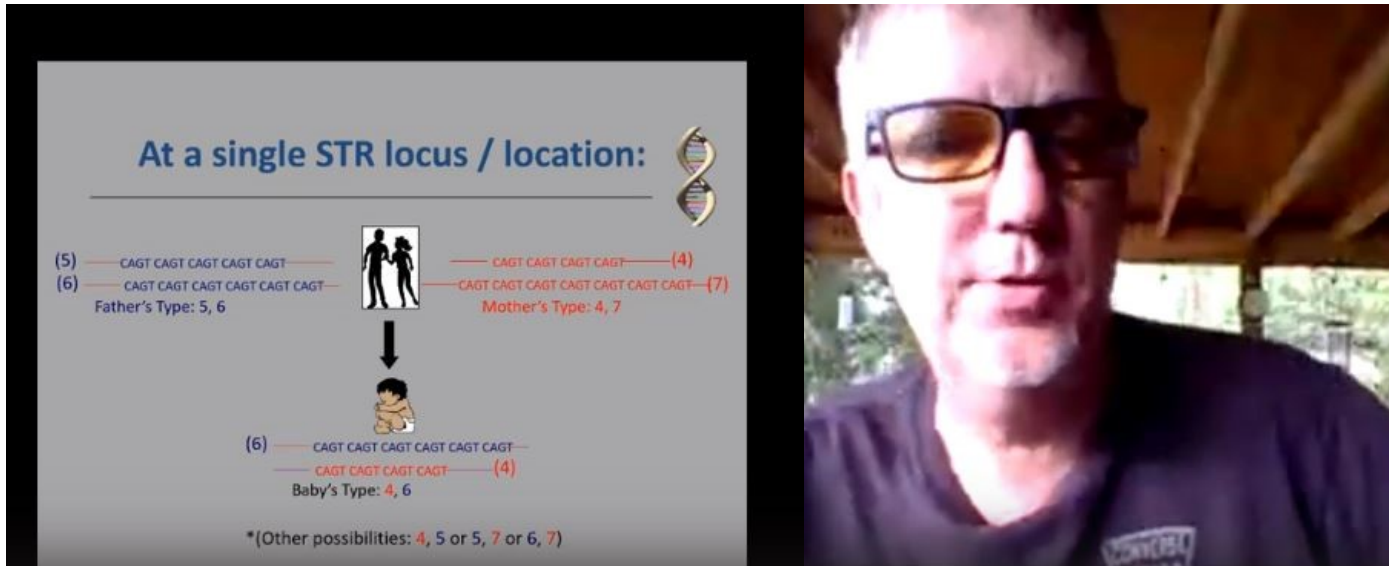 At a single STR locus / location:
(5) CAGT CAGT CAGT CAGT CAGT
(6) CAGT CAGT CAGT CAGT CAGT CAGT
Father's Type: 5, 6
CAGT CAGT CAGT CAGT (4)
CAGT CAGT CAGT CAGT CAGT CAGT CAGT (7)
Mother's Type: 4, 7
(6) CAGT CAGT CAGT CAGT CAGT CAGT
CAGT CAGT CAGT CAGT (4)
Baby's Type: 4, 6
*(Other possibilities: 4, 5 or 5, 7 or 6, 7)
CONVERSE